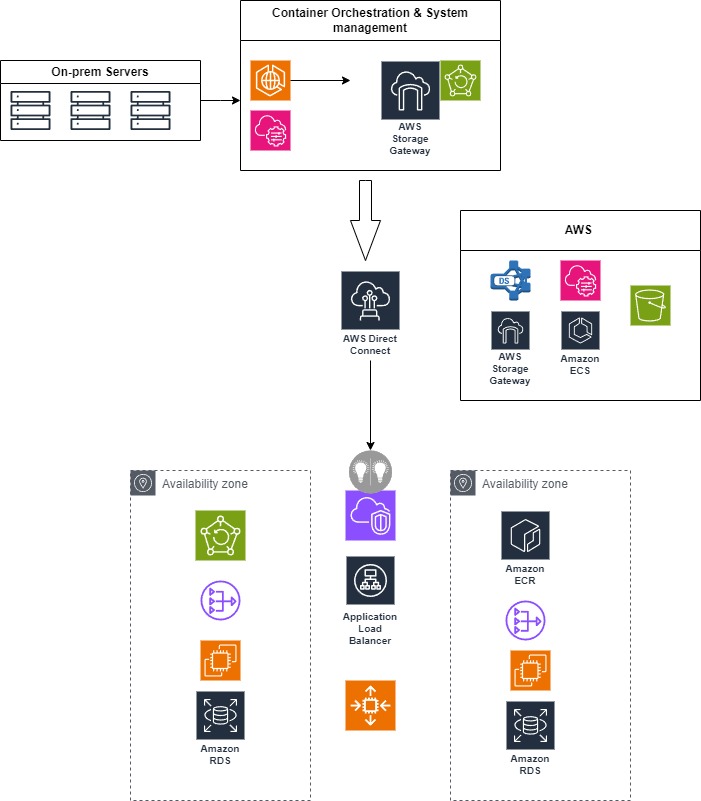 Container Orchestration & System
management
On-prem Servers
AWS
Storage
Gateway
AWS
DS
AWS
Storage
Gateway
Amazon
ECS
AWS Direct
Connect
Availability zone
Availability zone
Amazon
ECR
Application
Load
Balancer
Amazon
RDS
Amazon
RDS